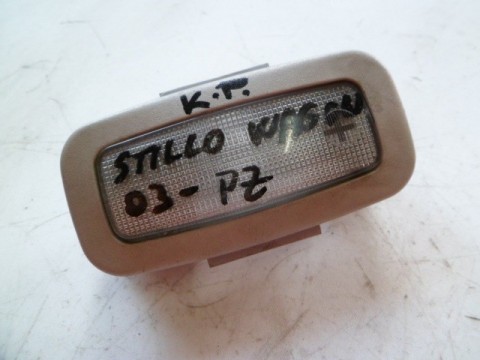 K.T.
STILLO WAGON
03- PZ